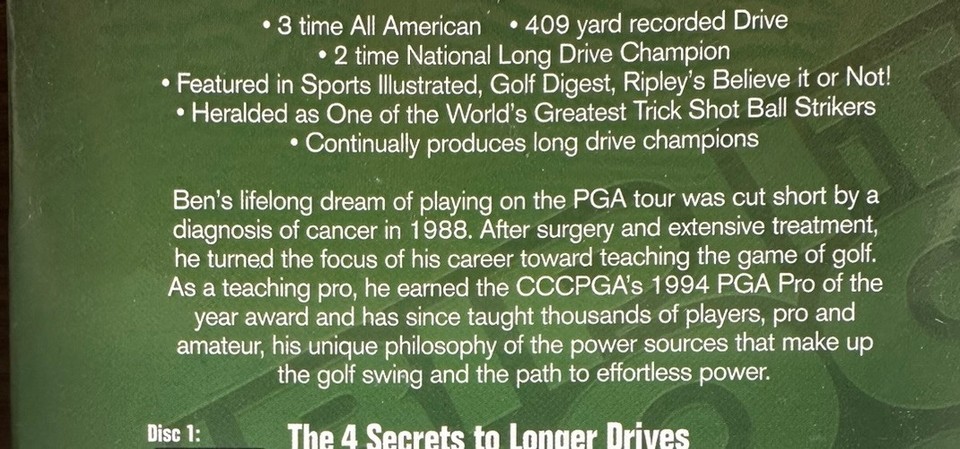 • 3 time All American • 409 yard recorded Drive
• 2 time National Long Drive Champion
• Featured in Sports Illustrated, Golf Digest, Ripley's Believe it or Not!
• Heralded as One of the World's Greatest Trick Shot Ball Strikers
• Continually produces long drive champions
Ben's lifelong dream of playing on the PGA tour was cut short by a
diagnosis of cancer in 1988. After surgery and extensive treatment,
he turned the focus of his career toward teaching the game of golf.
As a teaching pro, he earned the CCCPGA's 1994 PGA Pro of the
year award and has since taught thousands of players, pro and
amateur, his unique philosophy of the power sources that make up
the golf swing and the path to effortless power.
Disc 1: The 4 Secrets to Longer Drives